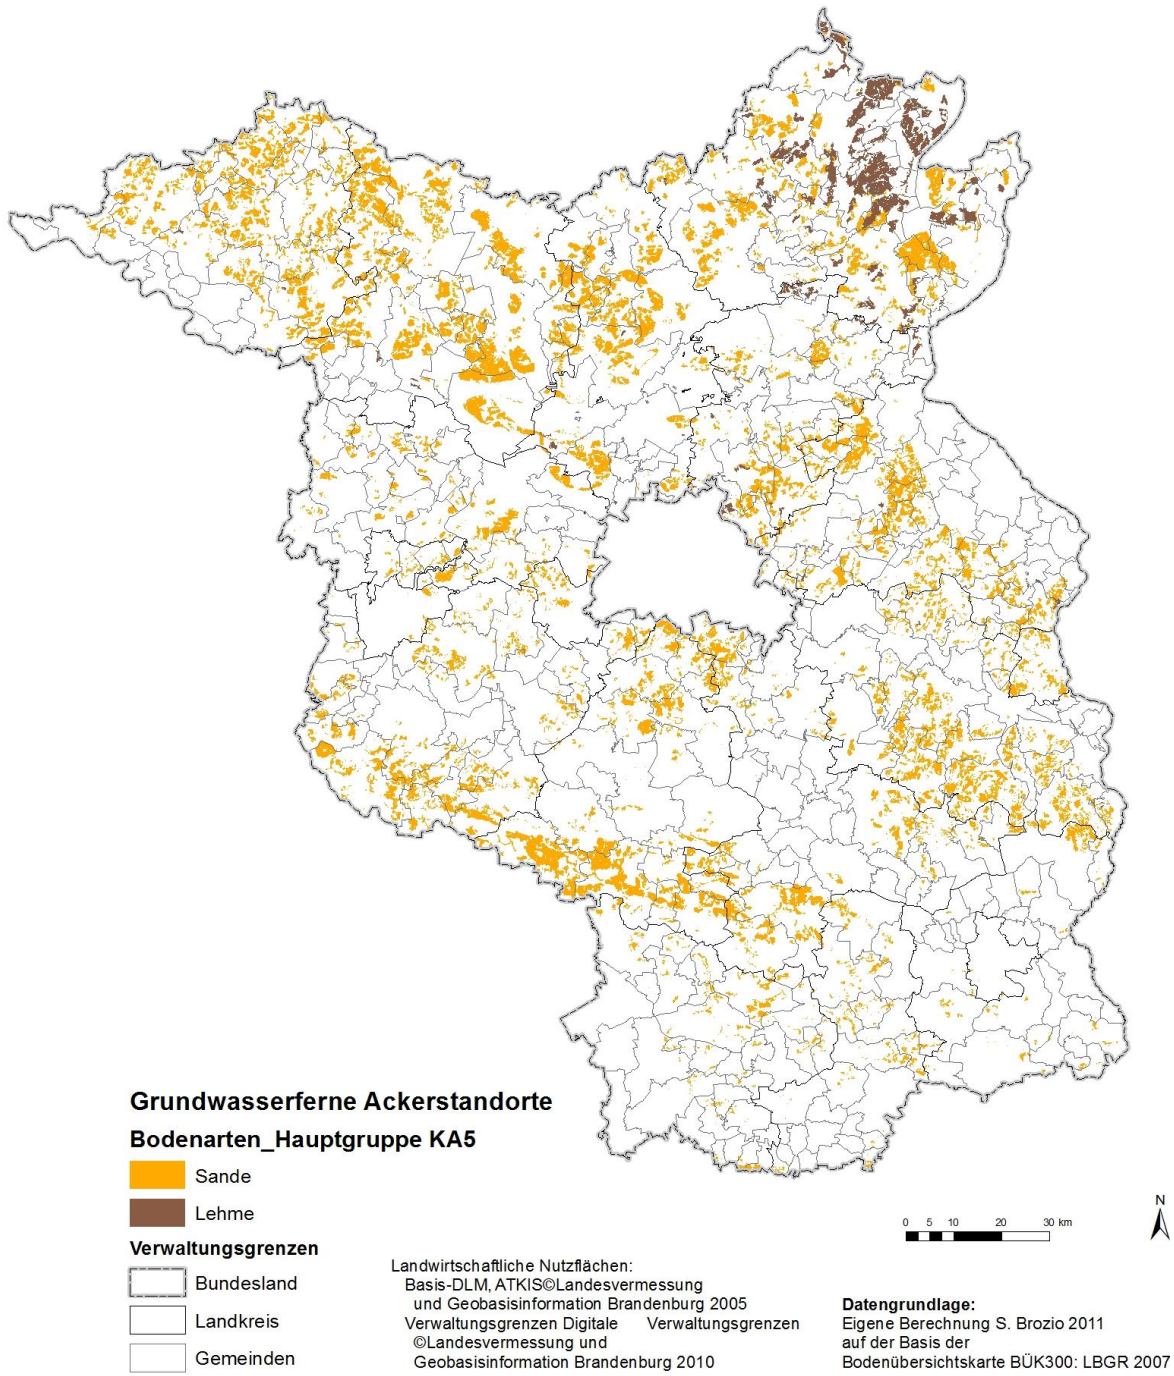 Grundwasserferne Ackerstandorte
Bodenarten_Hauptgruppe KA5
Sande
Lehme
Verwaltungsgrenzen
Bundesland
Landkreis
Gemeinden
Landwirtschaftliche Nutzflächen:
Basis-DLM, ATKIS©Landesvermessung
und Geobasisinformation Brandenburg 2005
Verwaltungsgrenzen Digitale Verwaltungsgrenzen
©Landesvermessung und
Geobasisinformation Brandenburg 2010
N
0 5 10 20 30 km
Datengrundlage:
Eigene Berechnung S. Brozio 2011
auf der Basis der
Bodenübersichtskarte BÜK300: LBGR 2007